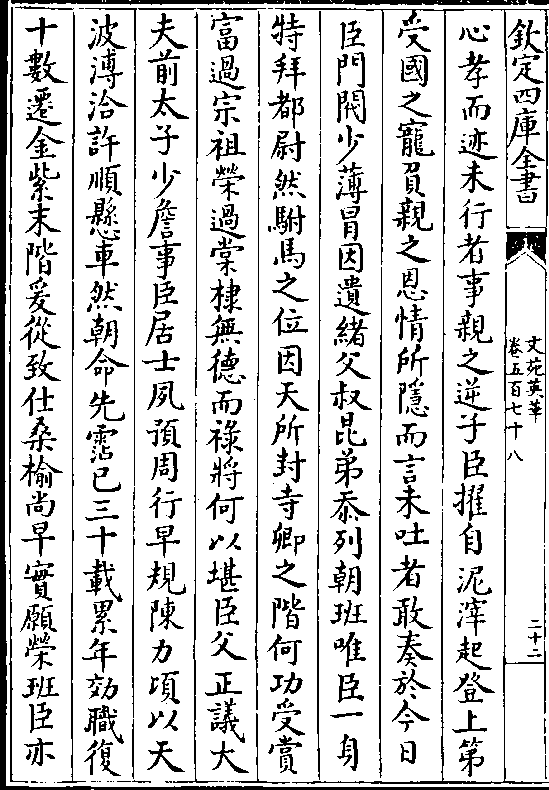 欽定四庫全書
文苑英華
卷五百七十八
二十二
心孝而迹未行者事親之逆子臣擢自泥滓起登上第
受國之寵負親之恩情所隱而言未吐者敢奏於今日
臣門閥少薄冒因遺緒父叔昆弟忝列朝班唯臣一身
特拜都尉然駙馬之位因天所封寺卿之階何功受賞
富過宗祖榮過棠棣無德而祿將何以堪臣父正議大
夫前太子少詹事臣居士夙預周行早規陳力頃以天
波溥洽許順懸車然朝命先霑已三十載累年効職復
十數遷金紫末階爰從致仕桑榆尚早實願榮班臣亦